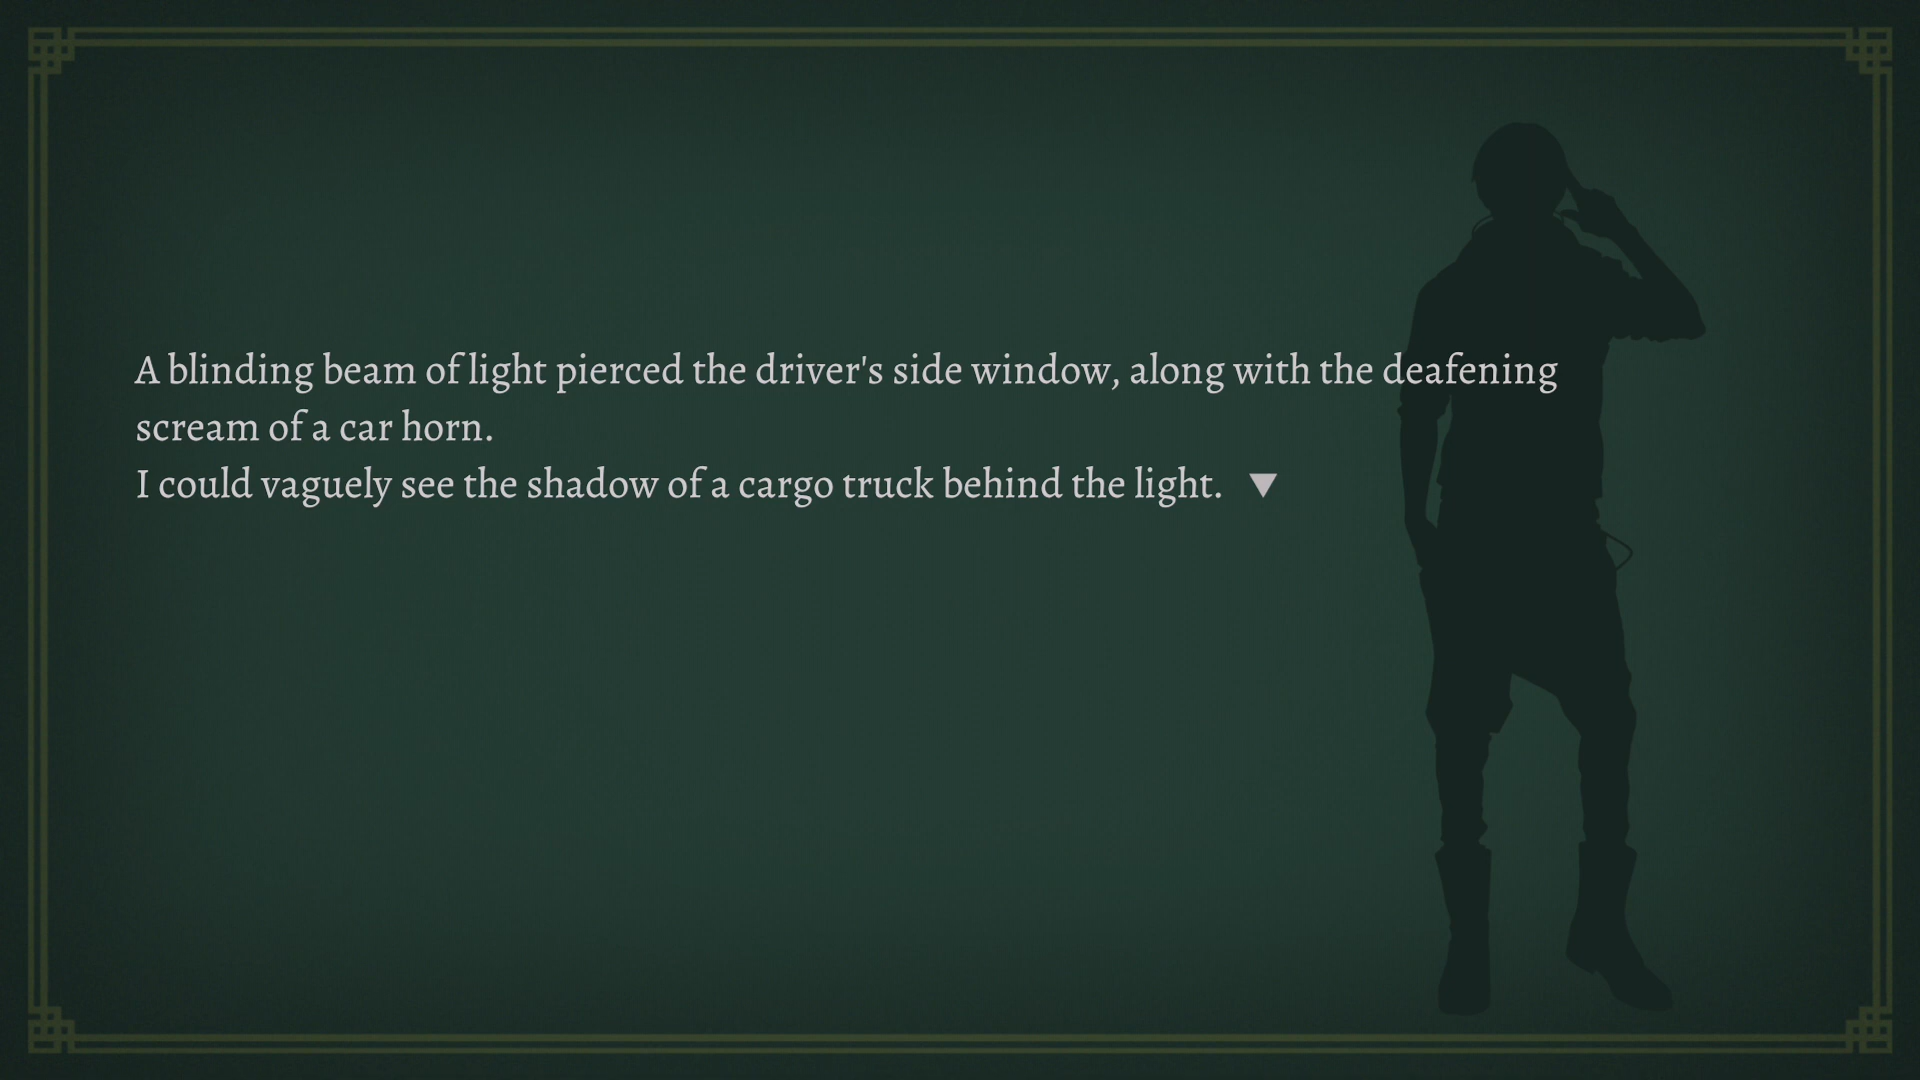 A blinding beam of light pierced the driver's side window, along with the deafening
scream of a car horn.
I could vaguely see the shadow of a cargo truck behind the light.